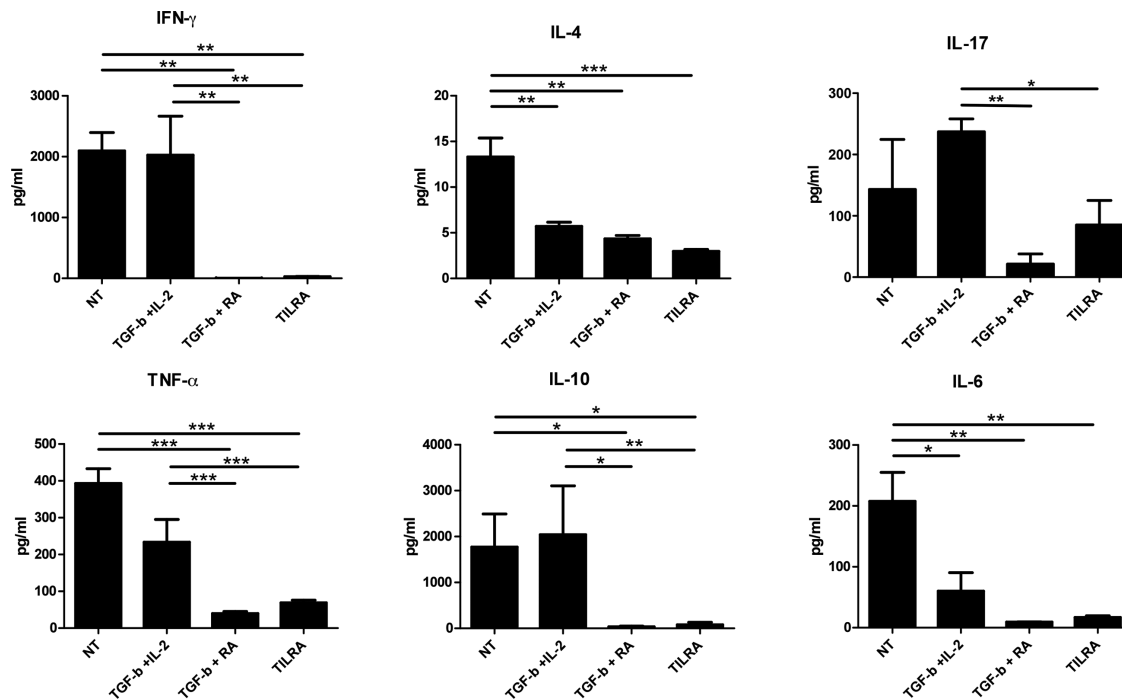 IFN-γ
**
**
**
**
3000
2000
1000
0
pg/ml
NT
TGF-b +IL-2
TGF-b + RA
TILRA
IL-4
***
**
**
20
15
10
5
0
pg/ml
NT
TGF-b +IL-2
TGF-b + RA
TILRA
IL-17
*
**
300
200
100
0
pg/ml
NT
TGF-b +IL-2
TGF-b + RA
TILRA
TNF-α
***
***
***
***
500
400
300
200
100
0
pg/ml
NT
TGF-b +IL-2
TGF-b + RA
TILRA
IL-10
*
*
**
*
4000
3000
2000
1000
0
pg/ml
NT
TGF-b +IL-2
TGF-b + RA
TILRA
IL-6
**
**
*
300
200
100
0
pg/ml
NT
TGF-b +IL-2
TGF-b + RA
TILRA